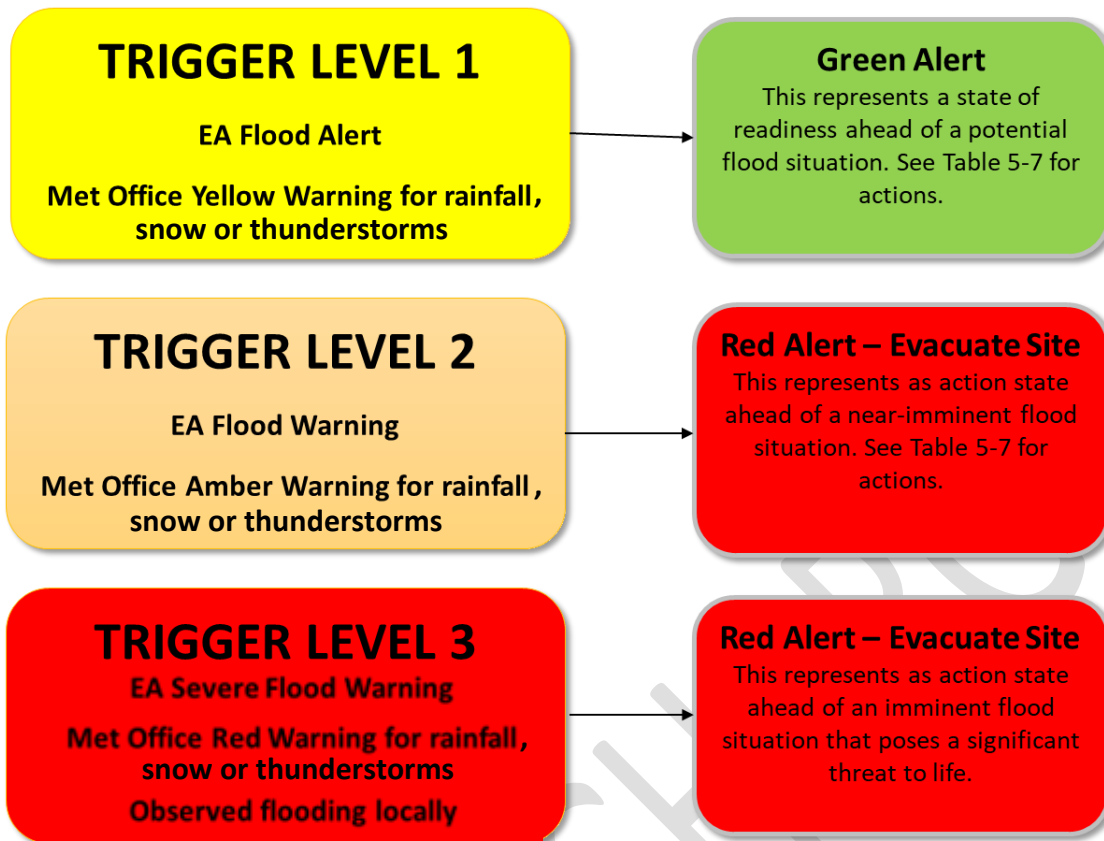 TRIGGER LEVEL 1
EA Flood Alert
Met Office Yellow Warning for rainfall,
snow or thunderstorms
Green Alert
This represents a state of
readiness ahead of a potential
flood situation. See Table 5-7 for
actions.
TRIGGER LEVEL 2
EA Flood Warning
Met Office Amber Warning for rainfall,
snow or thunderstorms
Red Alert – Evacuate Site
This represents as action state
ahead of a near-imminent flood
situation. See Table 5-7 for
actions.
TRIGGER LEVEL 3
EA Severe Flood Warning
Met Office Red Warning for rainfall,
snow or thunderstorms
Observed flooding locally
Red Alert – Evacuate Site
This represents as action state
ahead of an imminent flood
situation that poses a significant
threat to life.